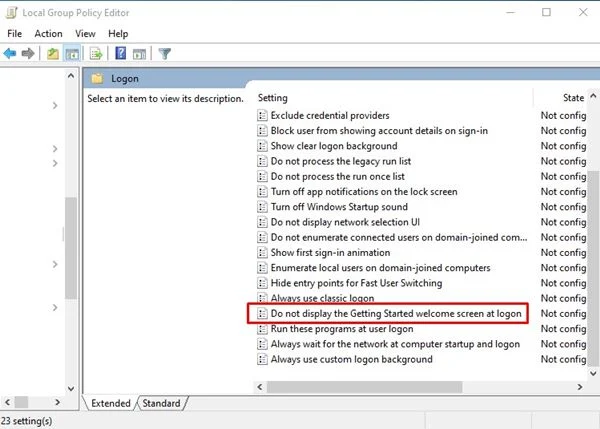 Local Group Policy Editor
File Action View Help
Logon
Select an item to view its description.
Setting State
Exclude credential providers Not config
Block user from showing account details on sign-in Not config
Show clear logon background Not config
Do not process the legacy run list Not config
Do not process the run once list Not config
Turn off app notifications on the lock screen Not config
Turn off Windows Startup sound Not config
Do not display network selection UI Not config
Do not enumerate connected users on domain-joined com... Not config
Show first sign-in animation Not config
Enumerate local users on domain-joined computers Not config
Hide entry points for Fast User Switching Not config
Always use classic logon Not config
Do not display the Getting Started welcome screen at logon Not config
Run these programs at user logon Not config
Always wait for the network at computer startup and logon Not config
Always use custom logon background Not config
Extended Standard
23 setting(s)